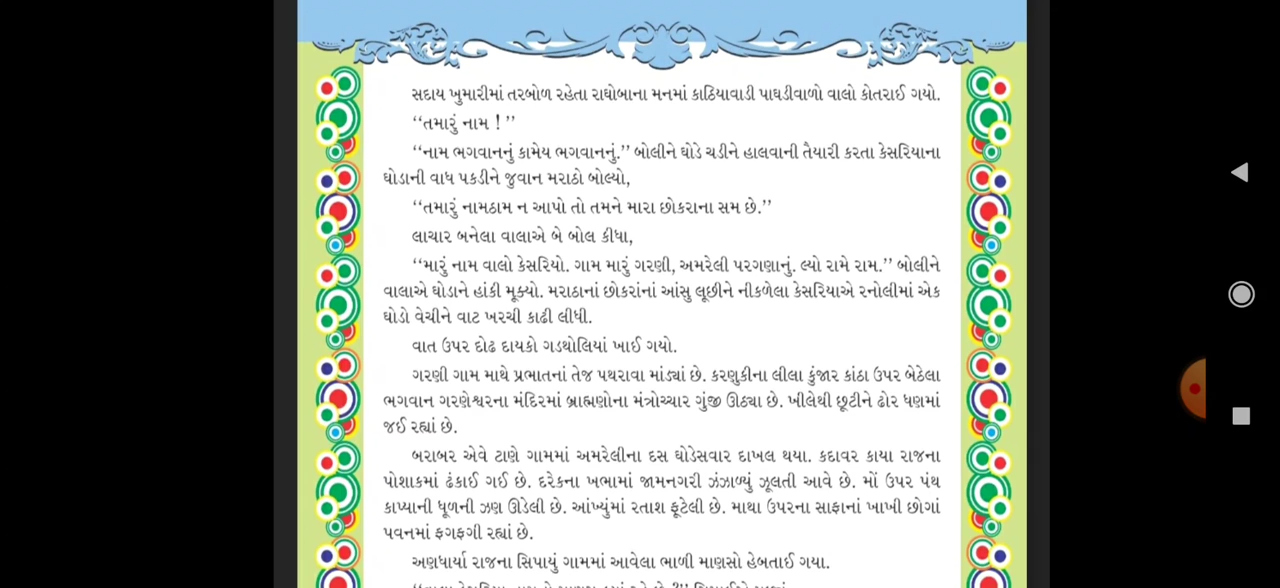 સદાય ખુમારીમાં તરબોળ રહેતા રાઘોબાના મનમાં કાઠિયાવાડી પાઘડીવાળો વાલો કોતરાઈ ગયો.
‘‘તમારું નામ !’’
‘‘નામ ભગવાનનું કામેય ભગવાનનું.’’ બોલીને ઘોડે ચડીને હાલવાની તૈયારી કરતા કેસરિયાના
ઘોડાની વાઘ પકડીને જુવાન મરાઠો બોલ્યો,
‘‘તમારું નામઠામ ન આપો તો તમને મારા છોકરાના સમ છે.’’
લાચાર બનેલા વાલાએ બે બોલ કીધા,
‘‘મારું નામ વાલો કેસરિયો. ગામ મારું ગરણી, અમરેલી પરગણાનું. લ્યો રામે રામ.’’ બોલીને
વાલાએ ઘોડાને હાંકી મૂક્યો. મરાઠાનાં છોકરાંનાં આંસુ લૂછીને નીકળેલા કેસરિયાએ રનોલીમાં એક
ઘોડો વેચીને વાટ ખરચી કાઢી લીધી.
વાત ઉપર દોઢ દાયકો ગડથોલિયાં ખાઈ ગયો.
ગરણી ગામ માથે પ્રભાતનાં તેજ પથરાવા માંડ્યાં છે. કરણુકીના લીલા કુંજાર કાંઠા ઉપર બેઠેલા
ભગવાન ગરણેશ્વરના મંદિરમાં બ્રાહ્મણોના મંત્રોચ્ચાર ગુંજી ઊઠ્યા છે. ખીલેથી છૂટીને ઢોર ધણમાં
જઈ રહ્યાં છે.
બરાબર એવે ટાણે ગામમાં અમરેલીના દસ ઘોડેસવાર દાખલ થયા. કદાવર કાયા રાજના
પોશાકમાં ઢંકાઈ ગઈ છે. દરેકના ખભામાં જામનગરી ઝંઝાળ્યું ઝૂલતી આવે છે. મોં ઉપર પંથ
કાપ્યાની ધૂળની ઝણ ઊડેલી છે. આંખ્યુંમાં રતાશ ફૂટેલી છે. માથા ઉપરના સાફાનાં ખાખી છોગાં
પવનમાં ફગફગી રહ્યાં છે.
અણધાર્યા રાજના સિપાયું ગામમાં આવેલા ભાળી માણસો હેબતાઈ ગયા.